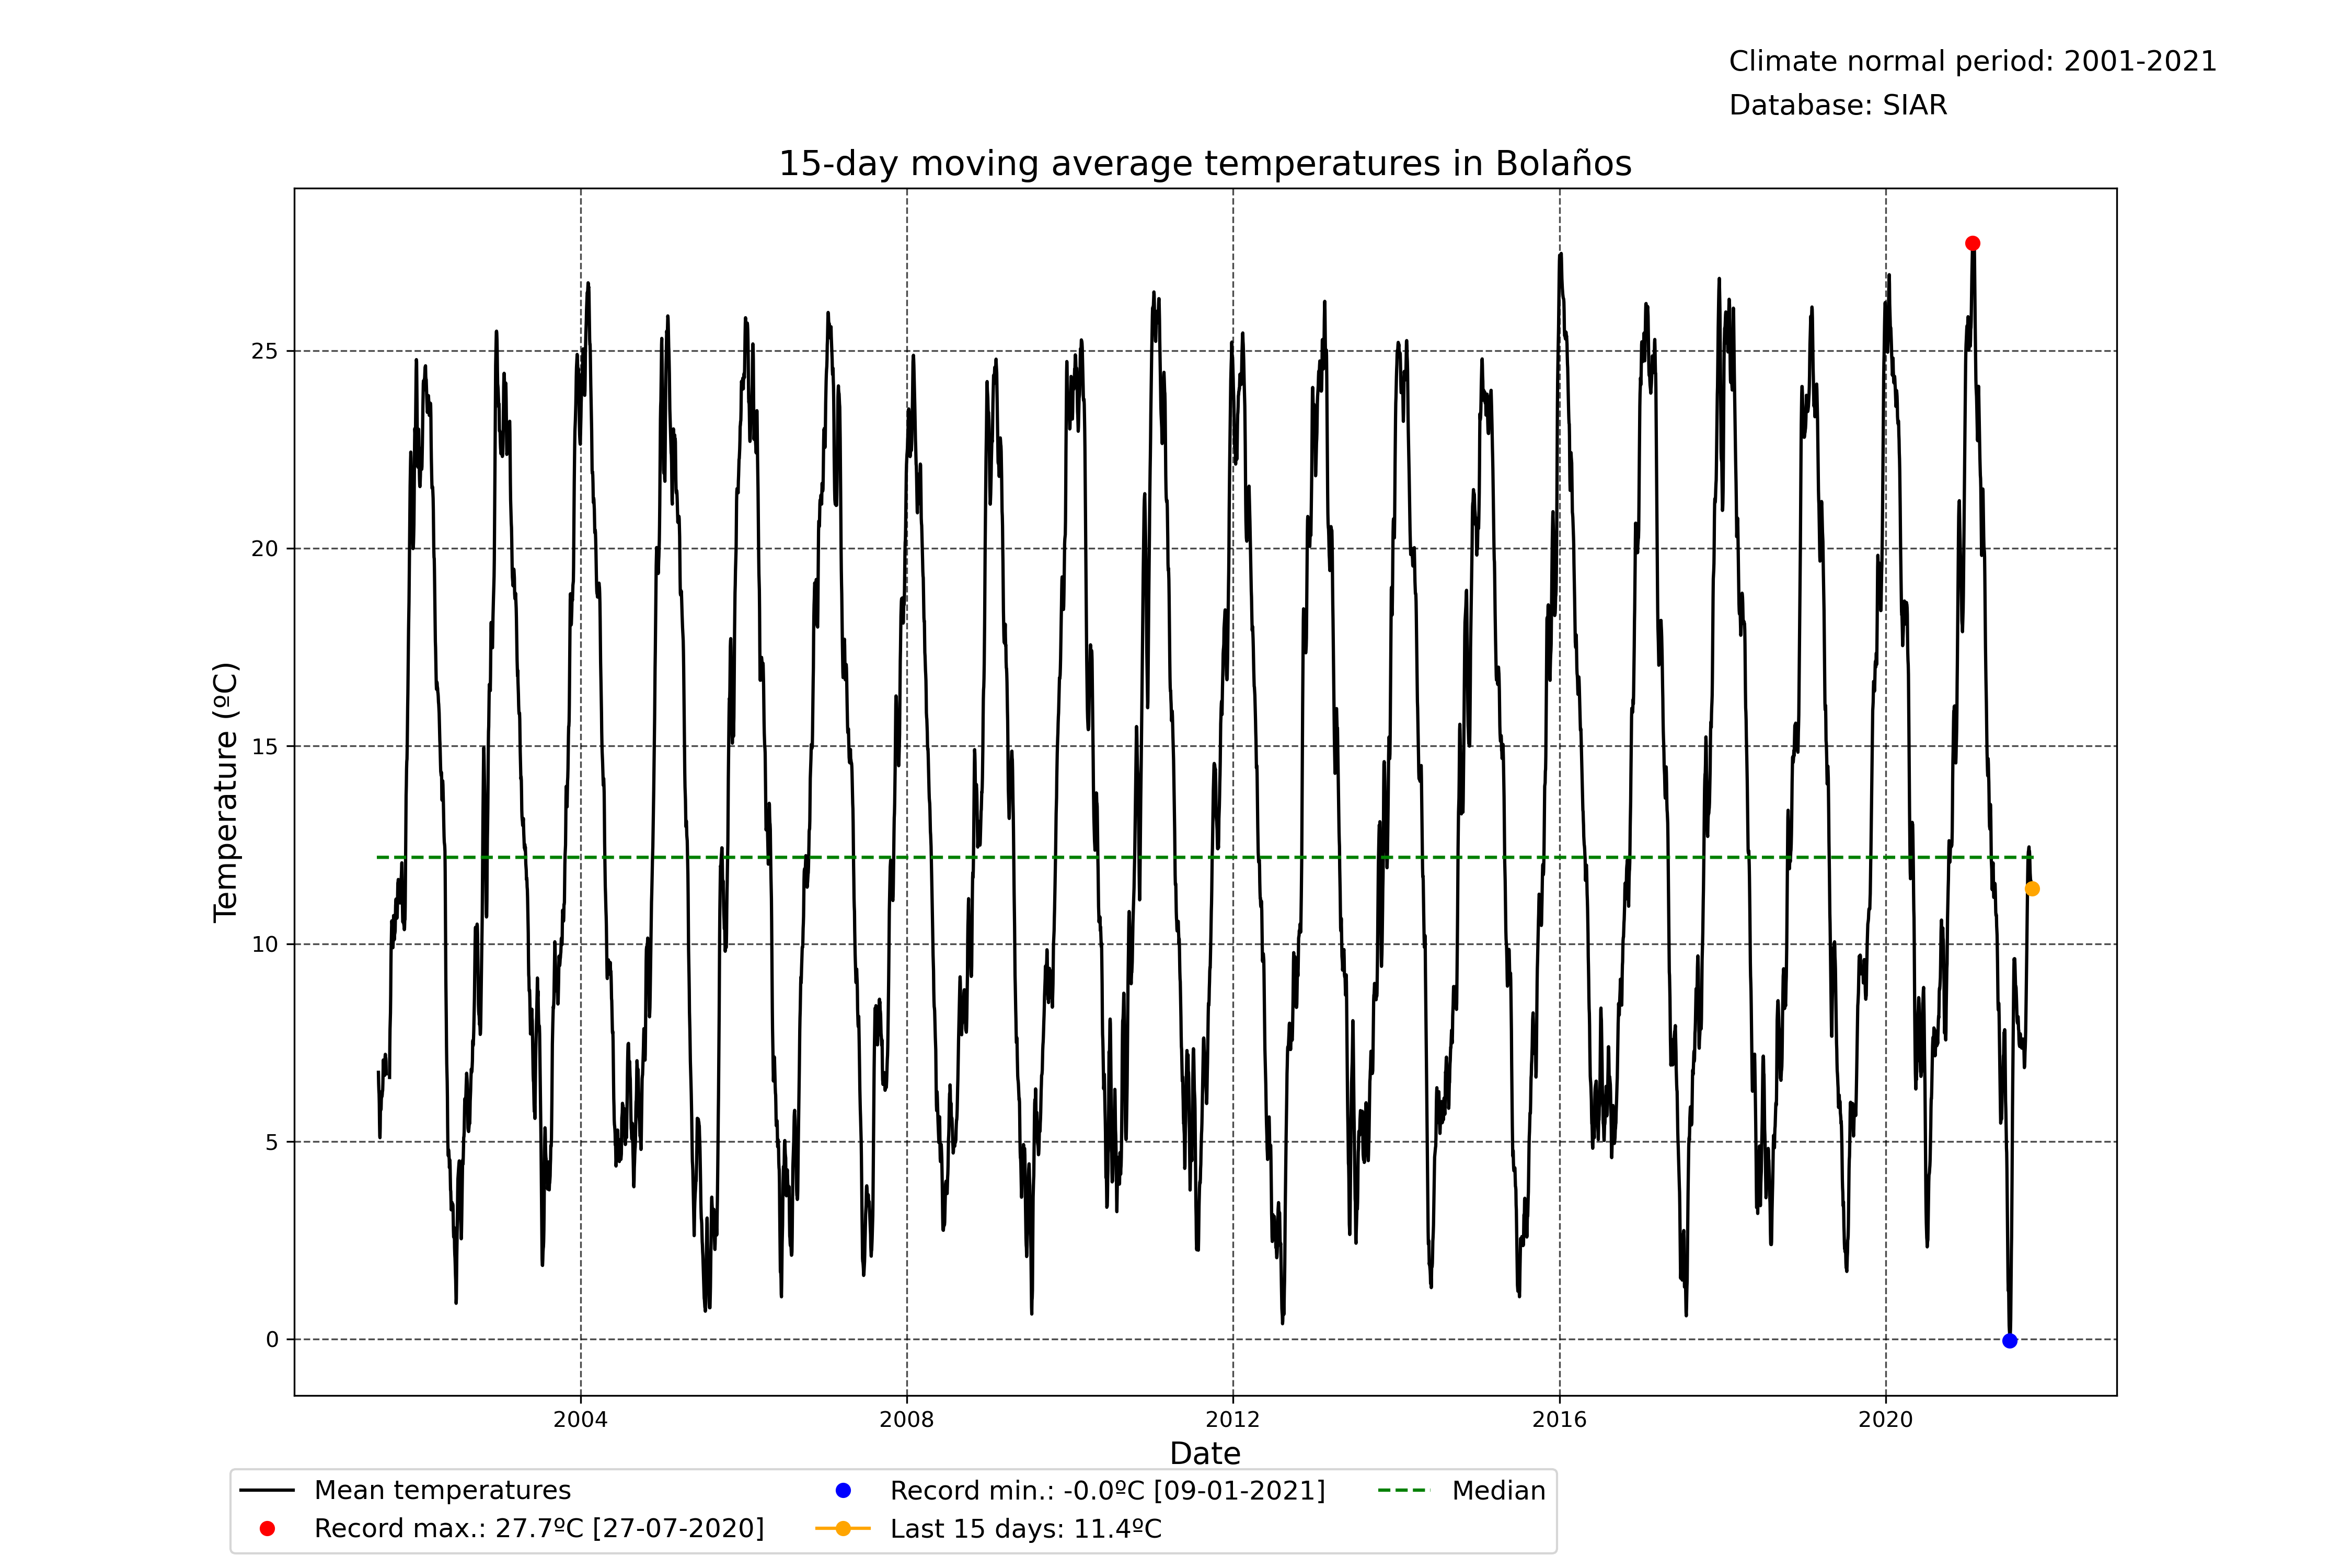 Climate normal period: 2001-2021
Database: SIAR
15-day moving average temperatures in Bolaños
Temperature (ºC)
25
20
15
10
5
0
2004 2008 2012 2016 2020
Date
Mean temperatures
Record max.: 27.7ºC [27-07-2020]
Record min.: -0.0ºC [09-01-2021]
Last 15 days: 11.4ºC
Median